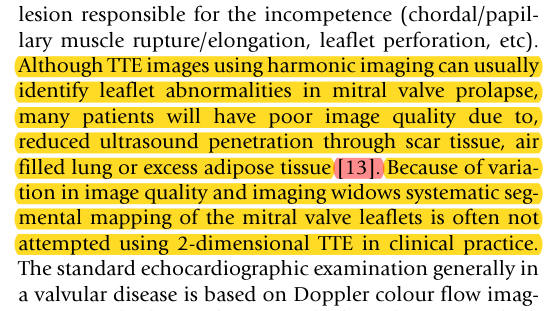 lesion responsible for the incompetence (chordal/papil-
lary muscle rupture/elongation, leaflet perforation, etc).
Although TTE images using harmonic imaging can usually
identify leaflet abnormalities in mitral valve prolapse,
many patients will have poor image quality due to,
reduced ultrasound penetration through scar tissue, air
filled lung or excess adipose tissue [13]. Because of varia-
tion in image quality and imaging widows systematic seg-
mental mapping of the mitral valve leaflets is often not
attempted using 2-dimensional TTE in clinical practice.
The standard echocardiographic examination generally in
a valvular disease is based on Doppler colour flow imag-